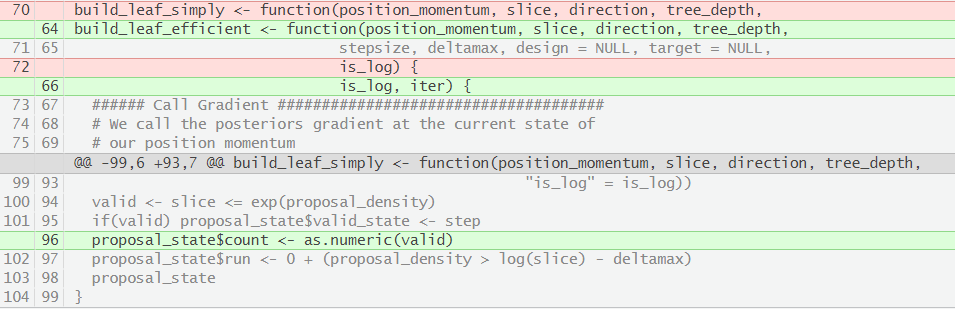 70 build_leaf_simply <- function(position_momentum, slice, direction, tree_depth,
64 build_leaf_efficient <- function(position_momentum, slice, direction, tree_depth,
71 65 stepsize, deltamax, design = NULL, target = NULL,
72 is_log) {
66 is_log, iter) {
73 67 ###### Call Gradient #####################################
74 68 # We call the posteriors gradient at the current state of
75 69 # our position momentum
@@ -99,6 +93,7 @@ build_leaf_simply <- function(position_momentum, slice, direction, tree_depth,
99 93 "is_log" = is_log))
100 94 valid <- slice <= exp(proposal_density)
101 95 if(valid) proposal_state$valid_state <- step
96 proposal_state$count <- as.numeric(valid)
102 97 proposal_state$run <- 0 + (proposal_density > log(slice) - deltamax)
103 98 proposal_state
104 99 }